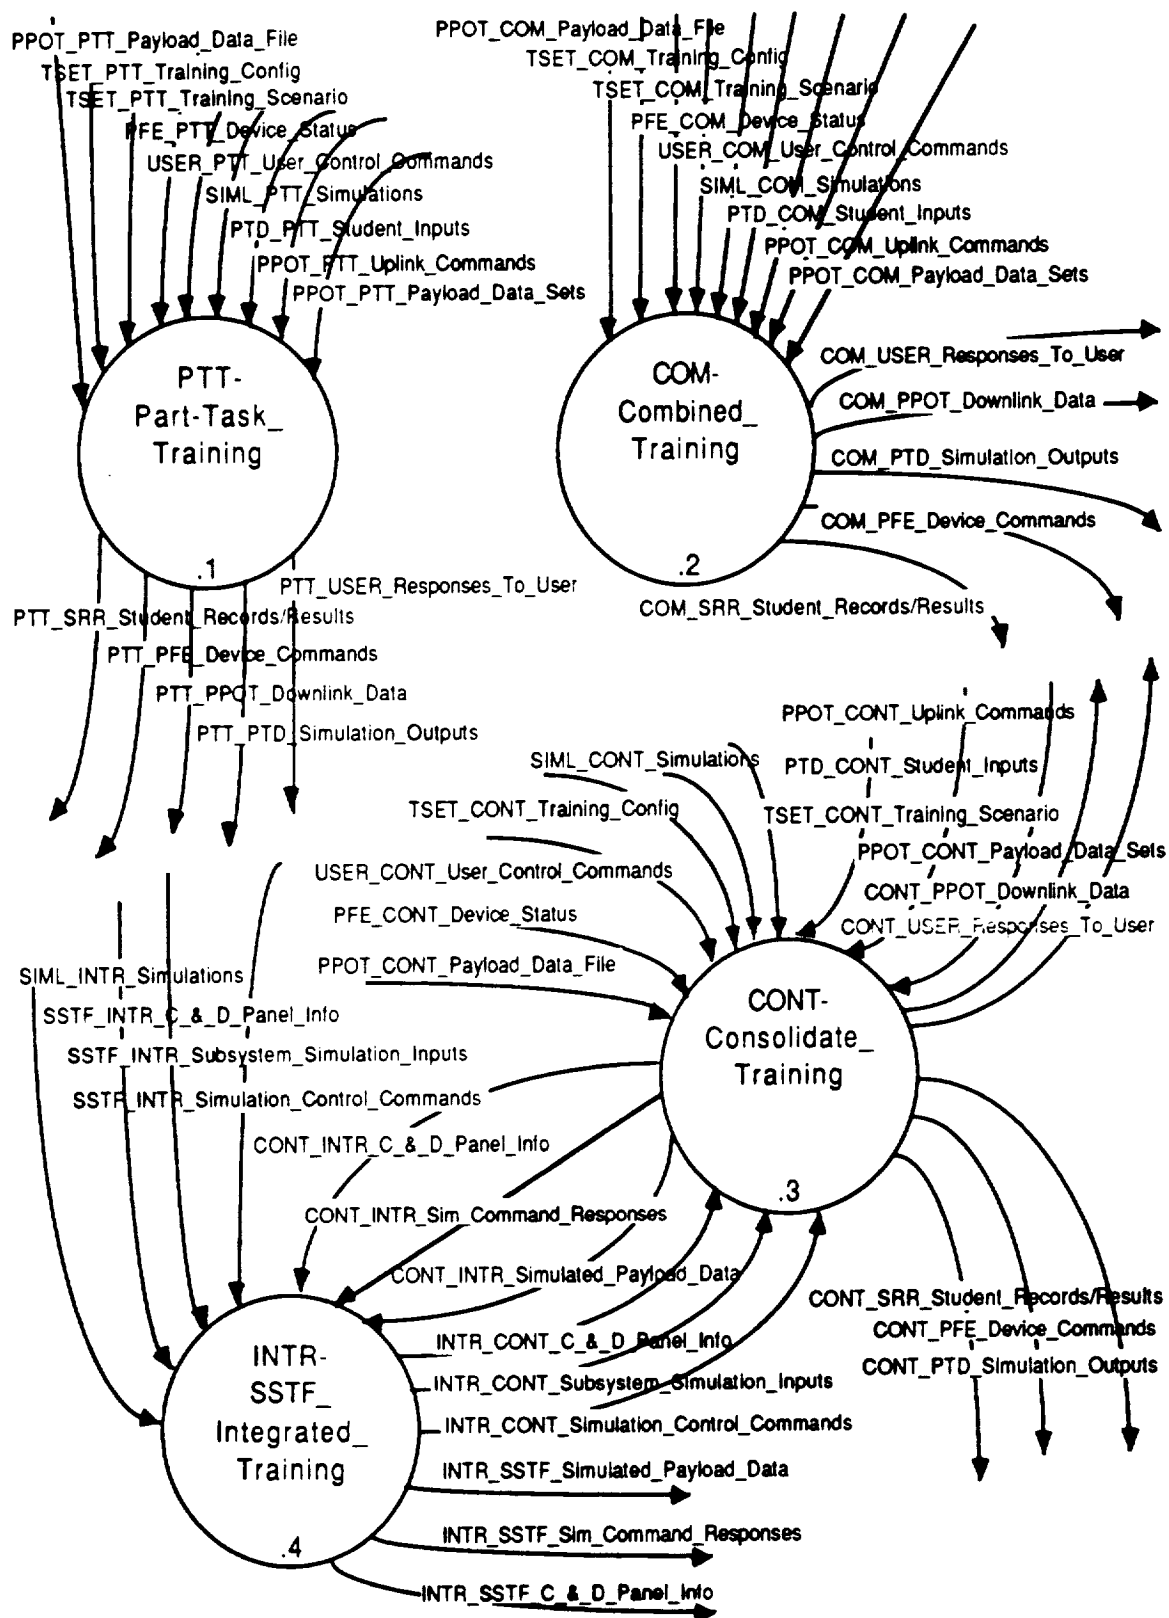 PPOT_PTT_Payload_Data_File
TSET_PTT_Training_Config
TSET_PTT_Training_Scenario
PFE_PTT_Device_Status
USER_PTT_User_Control_Commands
SIML_PTT_Simulations
PTD_PTT_Student_Inputs
PPOT_PTT_Uplink_Commands
PPOT_PTT_Payload_Data_Sets
PTT-
Part-Task_
Training
.1
PTT_USER_Responses_To_User
PTT_SRR_Student_Records/Results
PTT_PFE_Device_Commands
PTT_PPOT_Downlink_Data
PTT_PTD_Simulation_Outputs
PPOT_COM_Payload_Data_File
TSET_COM_Training_Config
TSET_COM_Training_Scenario
PFE_COM_Device_Status
USER_COM_User_Control_Commands
SIML_COM_Simulations
PTD_COM_Student_Inputs
PPOT_COM_Uplink_Commands
PPOT_COM_Payload_Data_Sets
COM-
Combined_
Training
.2
COM_USER_Responses_To_User
COM_PPOT_Downlink_Data
COM_PTD_Simulation_Outputs
COM_PFE_Device_Commands
COM_SRR_Student_Records/Results
SIML_CONT_Simulations
TSET_CONT_Training_Config
USER_CONT_User_Control_Commands
PFE_CONT_Device_Status
PPOT_CONT_Payload_Data_File
PPOT_CONT_Uplink_Commands
PTD_CONT_Student_Inputs
TSET_CONT_Training_Scenario
PPOT_CONT_Payload_Data_Sets
CONT_PPOT_Downlink_Data
CONT_USER_Responses_To_User
CONT-
Consolidate_
Training
.3
SIML_INTR_Simulations
SSTF_INTR_C_&_D_Panel_Info
SSTF_INTR_Subsystem_Simulation_Inputs
SSTF_INTR_Simulation_Control_Commands
CONT_INTR_C_&_D_Panel_Info
CONT_INTR_Sim_Command_Responses
CONT_INTR_Simulated_Payload_Data
CONT_SRR_Student_Records/Results
CONT_PFE_Device_Commands
CONT_PTD_Simulation_Outputs
INTR-
SSTF_
Integrated_
Training
.4
INTR_CONT_C_&_D_Panel_Info
INTR_CONT_Subsystem_Simulation_Inputs
INTR_CONT_Simulation_Control_Commands
INTR_SSTF_Simulated_Payload_Data
INTR_SSTF_Sim_Command_Responses
INTR_SSTF_C_&_D_Panel_Info